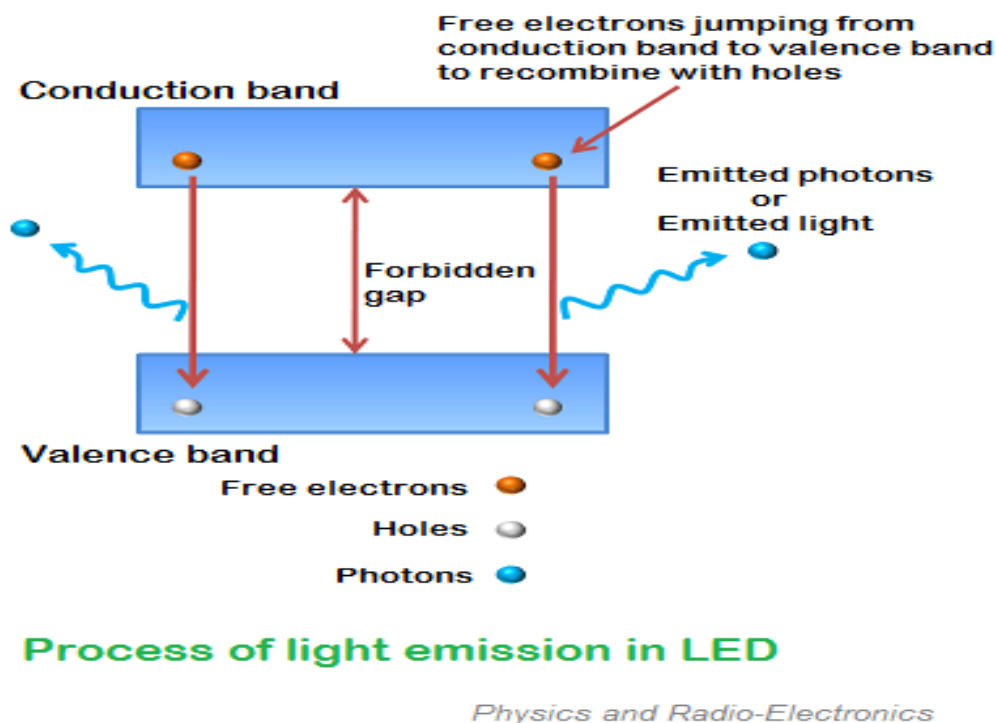 Free electrons jumping from
conduction band to valence band
to recombine with holes
Conduction band
Emitted photons
or
Emitted light
Forbidden
gap
Valence band
Free electrons
Holes
Photons
Process of light emission in LED
Physics and Radio-Electronics